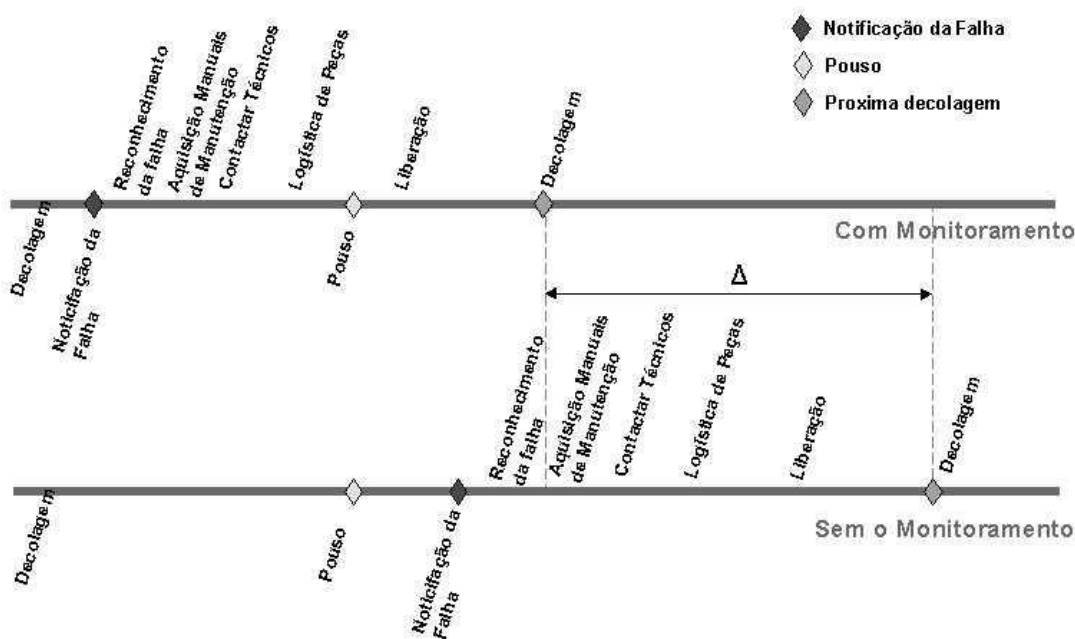 Notificação da Falha
Pouso
Proxima decolagem
Reconhecimento
da falha
Aquisição Manuais
de Manutenção
Contactar Técnicos
Logística de Peças
Liberação
Decolagem
Decolagem
Noticifação da
Falha
Pouso
Com Monitoramento
Δ
Reconhecimento
da falha
Aquisição Manuais
de Manutenção
Contactar Técnicos
Logística de Peças
Liberação
Decolagem
Decolagem
Pouso
Noticifação da
Falha
Sem o Monitoramento